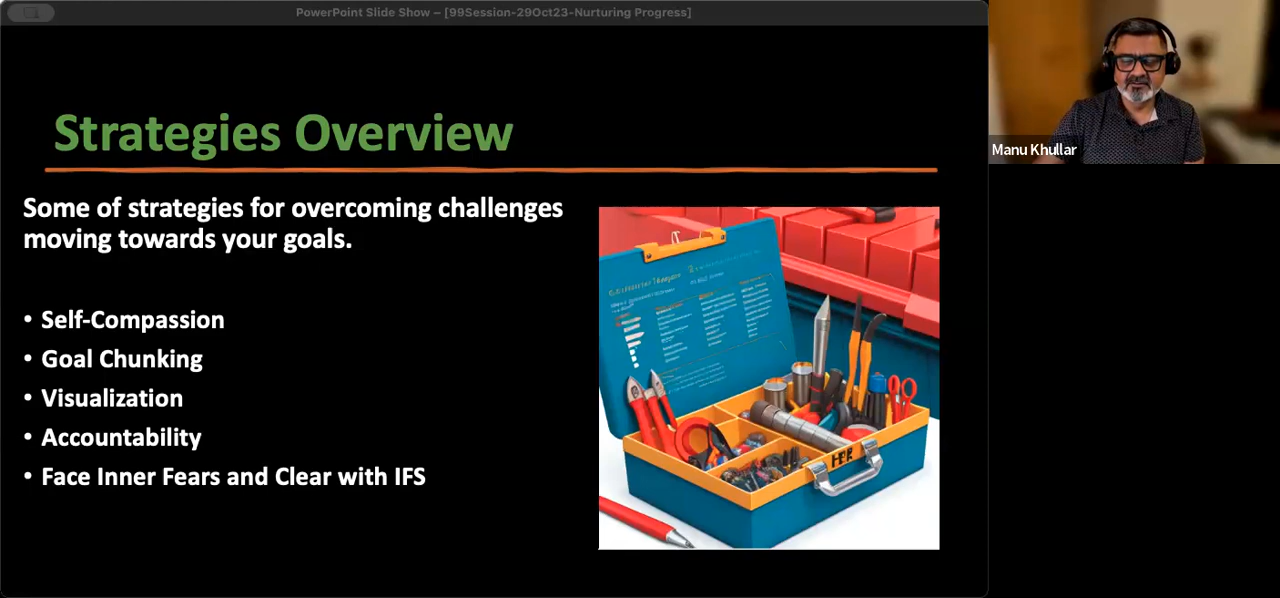 PowerPoint Slide Show – [99Session-29Oct23-Nurturing Progress]
Strategies Overview
Manu Khullar
Some of strategies for overcoming challenges
moving towards your goals.
• Self-Compassion
• Goal Chunking
• Visualization
• Accountability
• Face Inner Fears and Clear with IFS